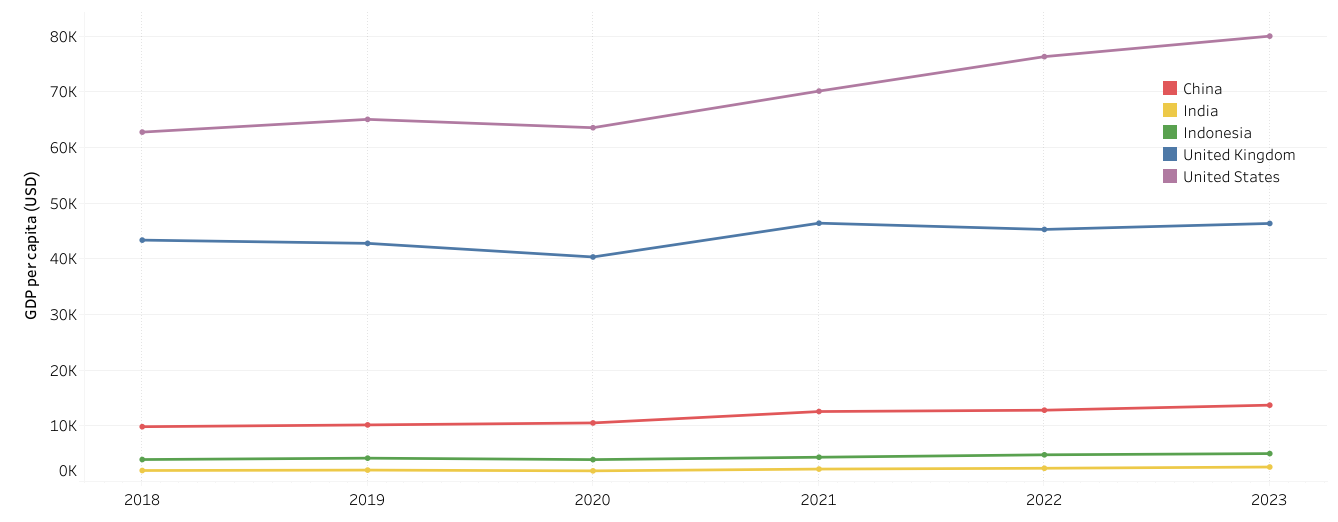 80K
70K
60K
50K
40K
30K
20K
10K
0K
GDP per capita (USD)
China
India
Indonesia
United Kingdom
United States
2018 2019 2020 2021 2022 2023